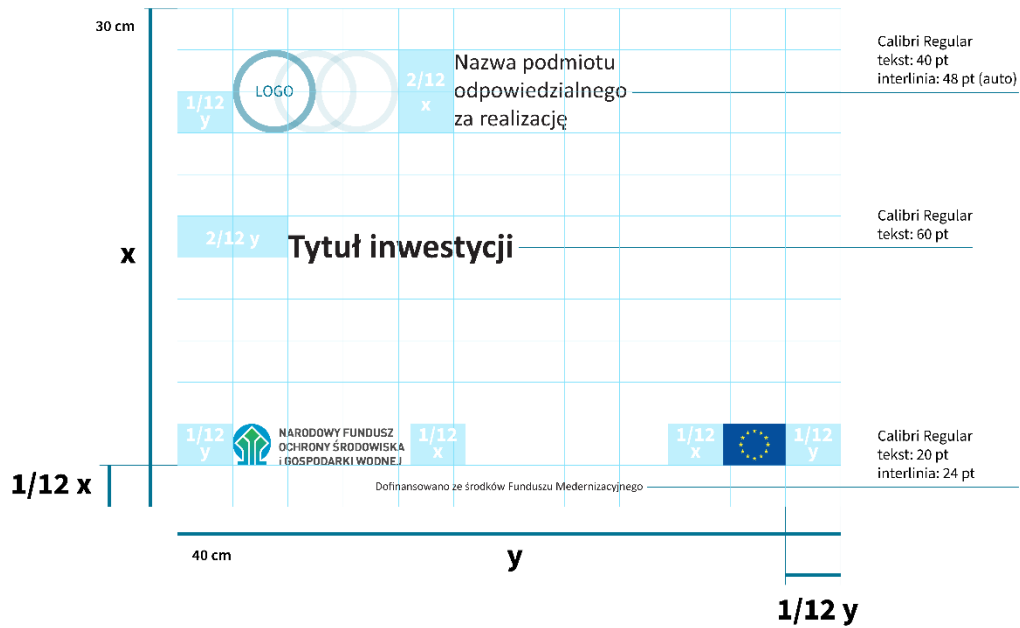 30 cm
Calibri Regular
tekst: 40 pt
interlinia: 48 pt (auto)
LOGO
1/12
y
2/12
x
Nazwa podmiotu
odpowiedzialnego
za realizację
x
2/12 y
Tytuł inwestycji
Calibri Regular
tekst: 60 pt
1/12
y
NARODOWY FUNDUSZ
OCHRONY ŚRODOWISKA
i GOSPODARKI WODNEJ
1/12
x
1/12
x
1/12
y
Calibri Regular
tekst: 20 pt
interlinia: 24 pt
1/12 x
Dofinansowano ze środków Funduszu Medernizacyjnego
40 cm
y
1/12 y